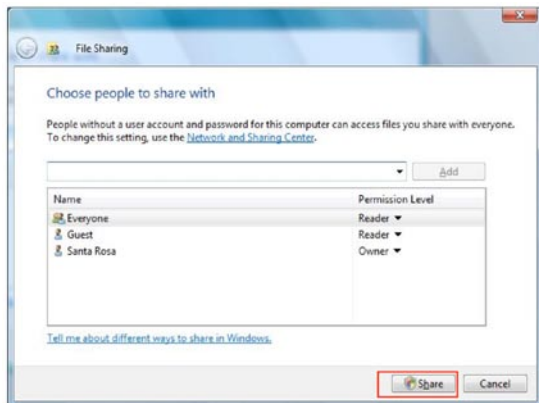 File Sharing
Choose people to share with
People without a user account and password for this computer can access files you share with everyone.
To change this setting, use the Network and Sharing Center.
Add
Name Permission Level
Everyone Reader
Guest Reader
Santa Rosa Owner
Tell me about different ways to share in Windows.
Share Cancel